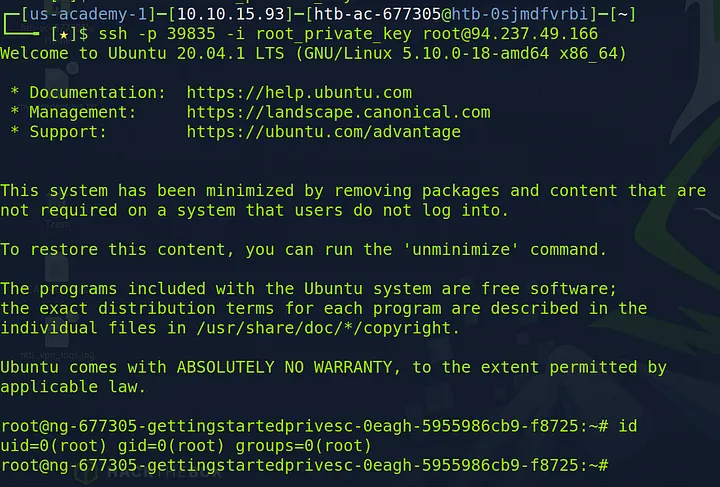 ┌─[us-academy-1]─[10.10.15.93]─[htb-ac-677305@htb-0sjmdfvrbi]─[~]
└──╼ [★]$ ssh -p 39835 -i root_private_key root@94.237.49.166
Welcome to Ubuntu 20.04.1 LTS (GNU/Linux 5.10.0-18-amd64 x86_64)
* Documentation:  https://help.ubuntu.com
* Management:     https://landscape.canonical.com
* Support:        https://ubuntu.com/advantage
This system has been minimized by removing packages and content that are
not required on a system that users do not log into.
To restore this content, you can run the 'unminimize' command.
The programs included with the Ubuntu system are free software;
the exact distribution terms for each program are described in the
individual files in /usr/share/doc/*/copyright.
Ubuntu comes with ABSOLUTELY NO WARRANTY, to the extent permitted by
applicable law.
root@ng-677305-gettingstartedprivesc-0eagh-5955986cb9-f8725:~# id
uid=0(root) gid=0(root) groups=0(root)
root@ng-677305-gettingstartedprivesc-0eagh-5955986cb9-f8725:~#
Trash